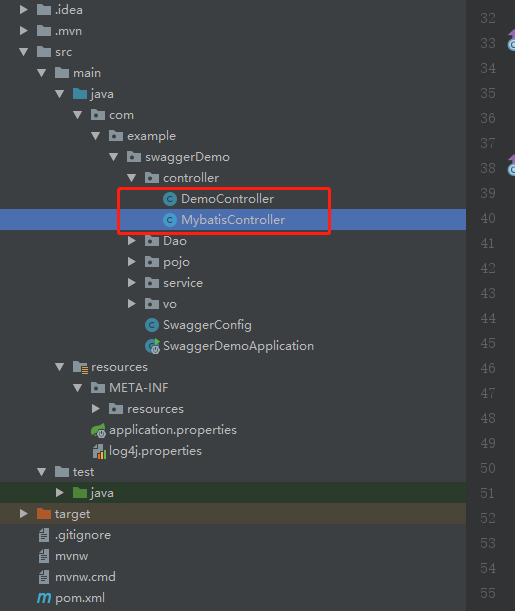 .idea
32
.mvn
33
src
34
main
35
java
36
com
37
example
swaggerDemo
38
controller
39
DemoController
40
MybatisController
41
Dao
42
pojo
43
service
44
vo
45
SwaggerConfig
SwaggerDemoApplication
46
resources
47
META-INF
48
resources
49
application.properties
log4j.properties
50
test
51
java
52
target
53
.gitignore
mvnw
54
mvnw.cmd
55
pom.xml